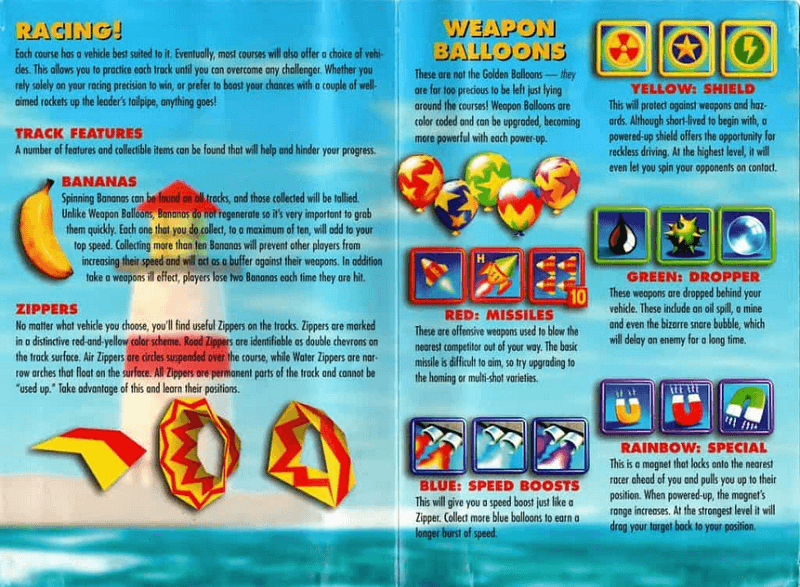 RACING!
Each course has a vehicle best suited to it. Eventually, most courses will also offer a choice of vehi-
cles. This allows you to practice each track until you can overcome any challenger. Whether you
rely solely on your racing precision to win, or prefer to boost your chances with a couple of well-
aimed rockets up the leader's tailpipe, anything goes!
TRACK FEATURES
A number of features and collectible items can be found that will help and hinder your progress.
BANANAS
Spinning Bananas can be found on all tracks, and those collected will be tallied.
Unlike Weapon Balloons, Bananas do not regenerate so it's very important to grab
them quickly. Each one that you do collect, to a maximum of ten, will add to your
top speed. Collecting more than ten Bananas will prevent other players from
increasing their speed and will act as a buffer against their weapons. In addition
take a weapons ill effect, players lose two Bananas each time they are hit.
ZIPPERS
No matter what vehicle you choose, you'll find useful Zippers on the tracks. Zippers are marked
in a distinctive red-and-yellow color scheme. Road Zippers are identifiable as double chevrons on
the track surface. Air Zippers are circles suspended over the course, while Water Zippers are nar-
row arches that float on the surface. All Zippers are permanent parts of the track and cannot be
"used up." Take advantage of this and learn their positions.
WEAPON
BALLOONS
These are not the Golden Balloons — they
are far too precious to be left just lying
around the courses! Weapon Balloons are
color coded and can be upgraded, becoming
more powerful with each power-up.
H
10
RED: MISSILES
These are offensive weapons used to blow the
nearest competitor out of your way. The basic
missile is difficult to aim, so try upgrading to
the homing or multi-shot varieties.
BLUE: SPEED BOOSTS
This will give you a speed boost just like a
Zipper. Collect more blue balloons to earn a
longer burst of speed.
YELLOW: SHIELD
This will protect against weapons and haz-
ards. Although short-lived to begin with, a
powered-up shield offers the opportunity for
reckless driving. At the highest level, it will
even let you spin your opponents on contact.
GREEN: DROPPER
These weapons are dropped behind your
vehicle. These include an oil spill, a mine
and even the bizarre snare bubble, which
will delay an enemy for a long time.
RAINBOW: SPECIAL
This is a magnet that locks onto the nearest
racer ahead of you and pulls you up to their
position. When powered-up, the magnet's
range increases. At the strongest level it will
drag your target back to your position.